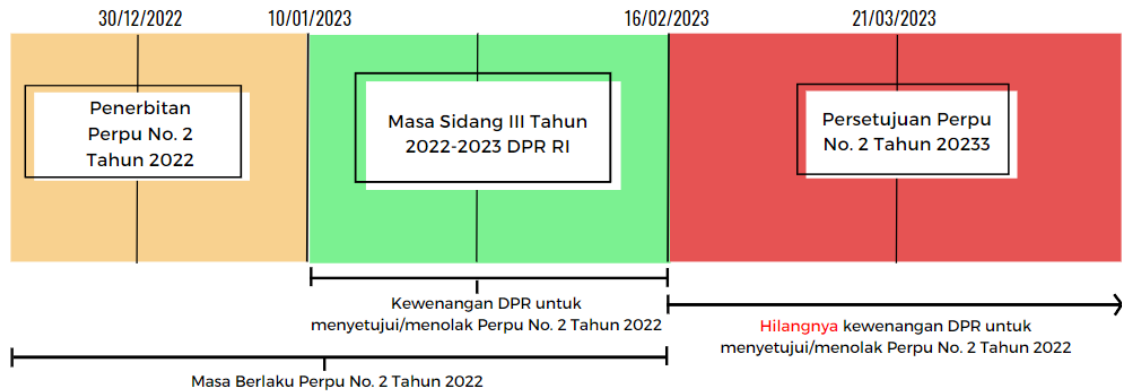 30/12/2022
10/01/2023
16/02/2023
21/03/2023
Penerbitan
Perpu No. 2
Tahun 2022
Masa Sidang III Tahun
2022-2023 DPR RI
Persetujuan Perpu
No. 2 Tahun 20233
Kewenangan DPR untuk
menyetujui/menolak Perpu No. 2 Tahun 2022
Hilangnya kewenangan DPR untuk
menyetujui/menolak Perpu No. 2 Tahun 2022
Masa Berlaku Perpu No. 2 Tahun 2022